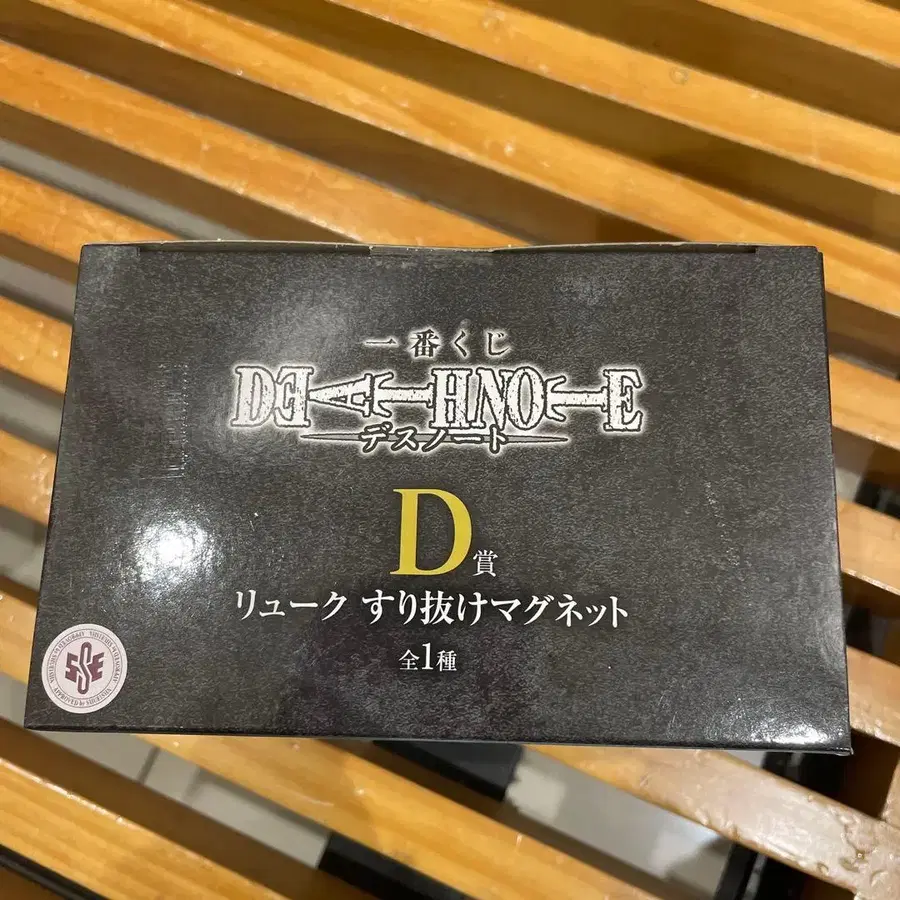 一番くじ
DEATH NOTE
デスノート
D賞
リューク すり抜けマグネット
全1種